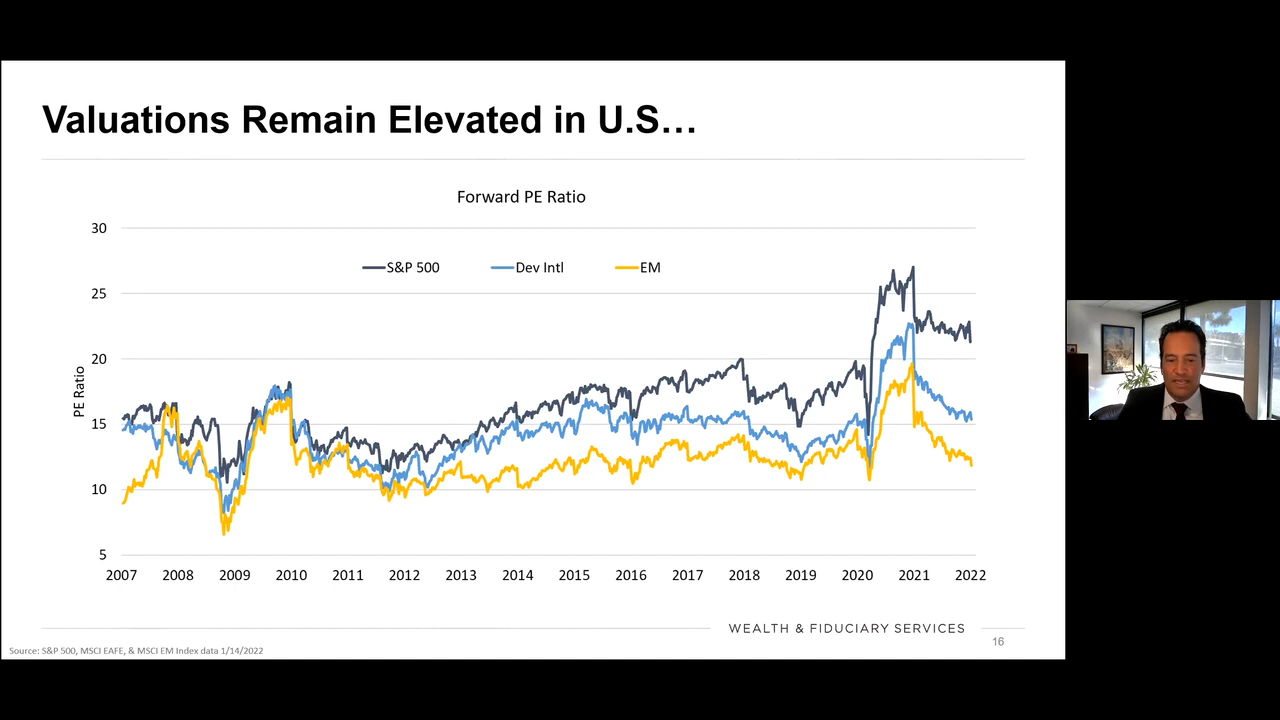 Valuations Remain Elevated in U.S…
Forward PE Ratio
30
S&P 500 Dev Intl EM
25
20
PE Ratio
15
10
5
2007 2008 2009 2010 2011 2012 2013 2014 2015 2016 2017 2018 2019 2020 2021 2022
WEALTH & FIDUCIARY SERVICES
16
Source: S&P 500, MSCI EAFE, & MSCI EM Index data 1/14/2022